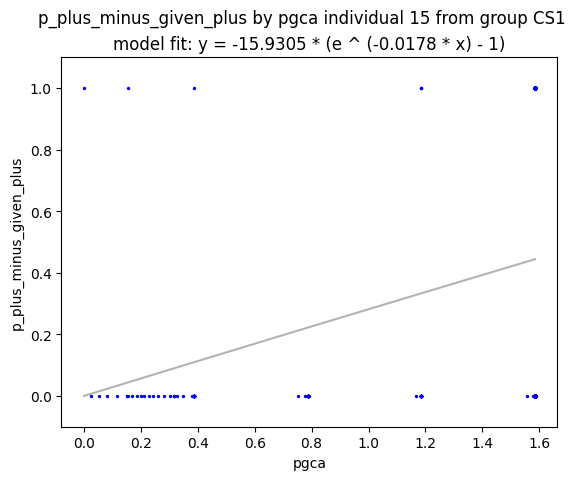 p_plus_minus_given_plus by pgca individual 15 from group CS1
model fit: y = -15.9305 * (e ^ (-0.0178 * x) - 1)
1.0
0.8
0.6
0.4
0.2
0.0
p_plus_minus_given_plus
0.0 0.2 0.4 0.6 0.8 1.0 1.2 1.4 1.6
pgca